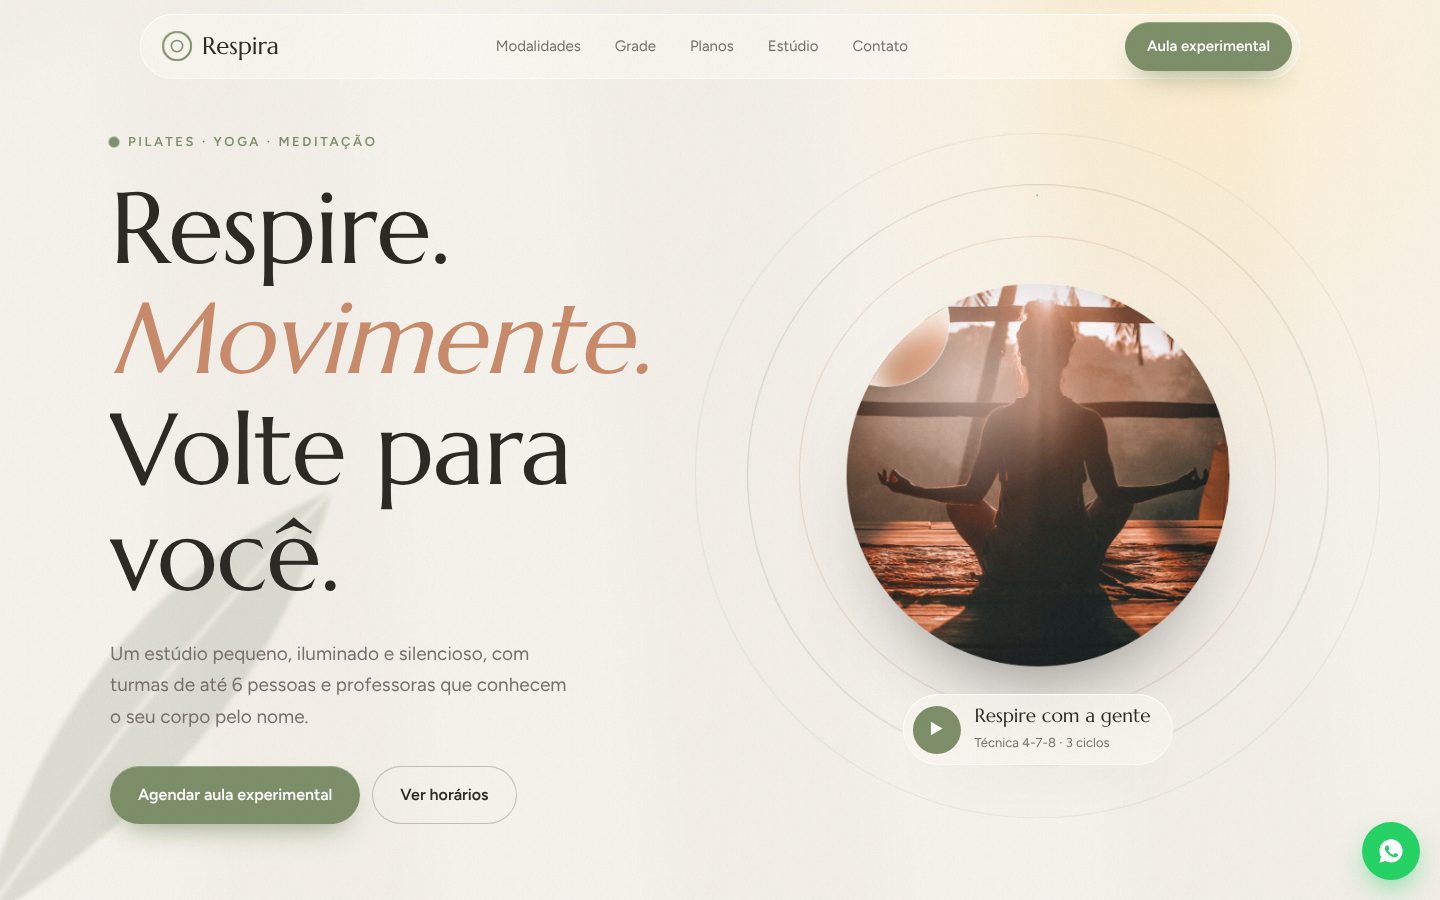 Respira
Modalidades
Grade
Planos
Estúdio
Contato
Aula experimental
PILATES · YOGA · MEDITAÇÃO
Respire.
Movimente.
Volte para
você.
Um estúdio pequeno, iluminado e silencioso, com
turmas de até 6 pessoas e professoras que conhecem
o seu corpo pelo nome.
Agendar aula experimental
Ver horários
Respire com a gente
Técnica 4-7-8 · 3 ciclos